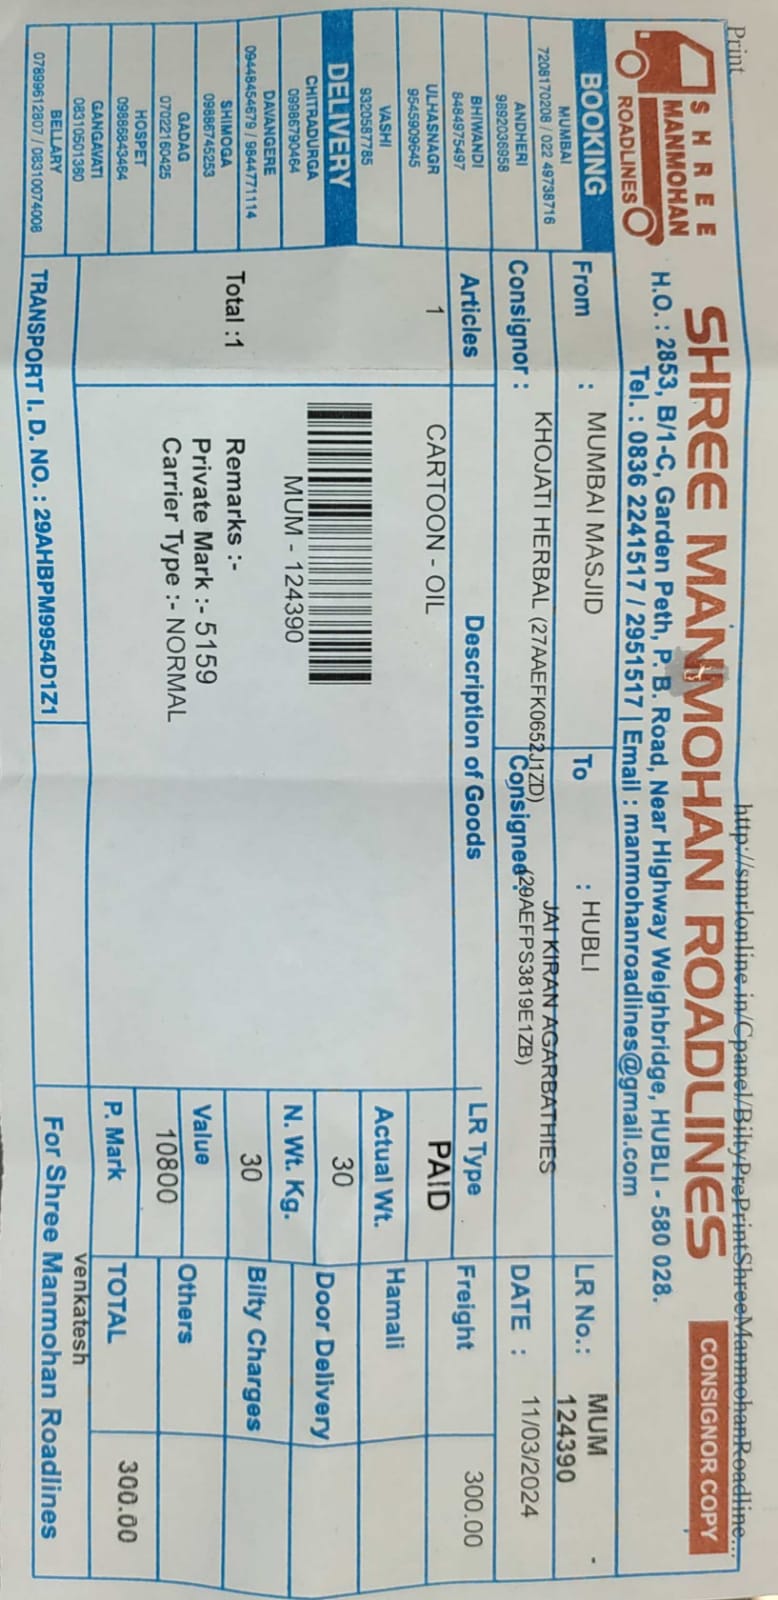 Print
http://smrlonline.in/Cpanel/BiltyPrePrintShreeManmohanRoadline...
SHREE
MANMOHAN
ROADLINES
SHREE MANMOHAN ROADLINES
CONSIGNOR COPY
H.O. : 2853, B/1-C, Garden Peth, P. B. Road, Near Highway Weighbridge, HUBLI - 580 028.
Tel. : 0836 2241517 / 2951517 | Email : manmohanroadlines@gmail.com
BOOKING
MUMBAI
7208170208 / 022 49738716
ANDHERI
9892036958
BHIWANDI
8484975497
ULHASNAGR
9545909645
VASHI
9320587785
DELIVERY
CHITRADURGA
09986790464
DAVANGERE
09448454679 / 9844771114
SHIMOGA
09886745253
GADAG
07022160425
HOSPET
09865843464
GANGAVATI
08310501360
BELLARY
07899612807 / 08310074008
From : MUMBAI MASJID
To : HUBLI
LR No.: MUM -
124390
Consignor : KHOJATI HERBAL (27AAEFK0652J1ZD)
Consignee : JAI KIRAN AGARBATHIES
(29AEFPS3819E1ZB)
DATE : 11/03/2024
Articles
Description of Goods
LR Type
PAID
Freight 300.00
1
CARTOON - OIL
Actual Wt.
30
Hamali
MUM - 124390
N. Wt. Kg.
30
Door Delivery
Total :1
Remarks :-
Private Mark :- 5159
Carrier Type :- NORMAL
Value
10800
Bilty Charges
Others
P. Mark
TOTAL 300.00
TRANSPORT I. D. NO. : 29AHBPM9954D1Z1
venkatesh
For Shree Manmohan Roadlines